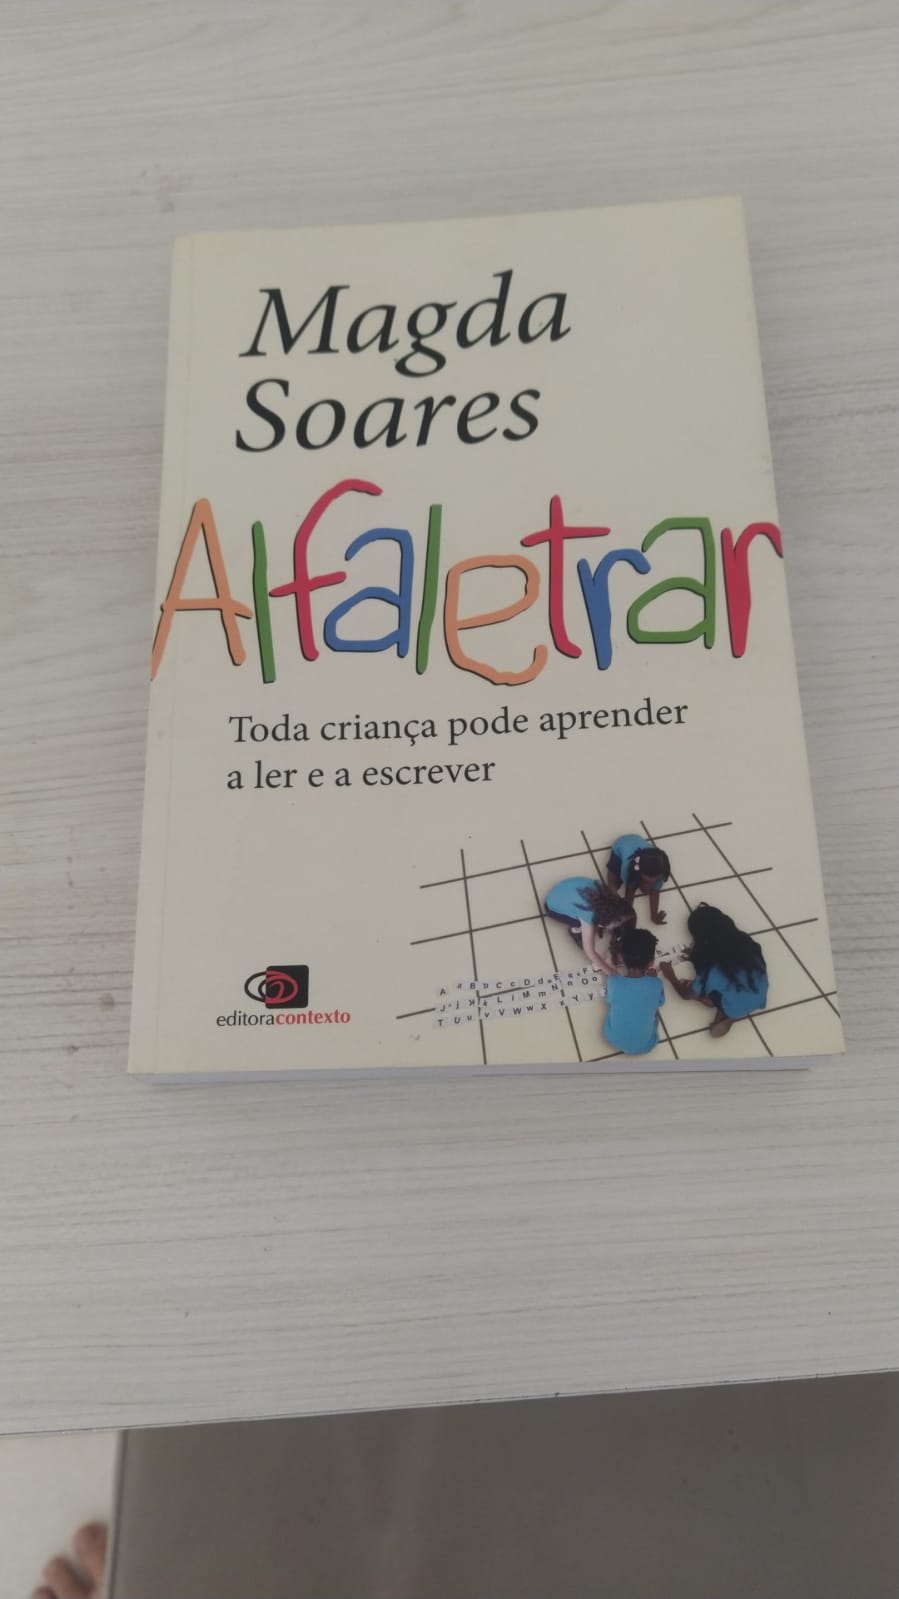 Magda
Soares
Alfaletrar
Toda criança pode aprender
a ler e a escrever
editoracontexto